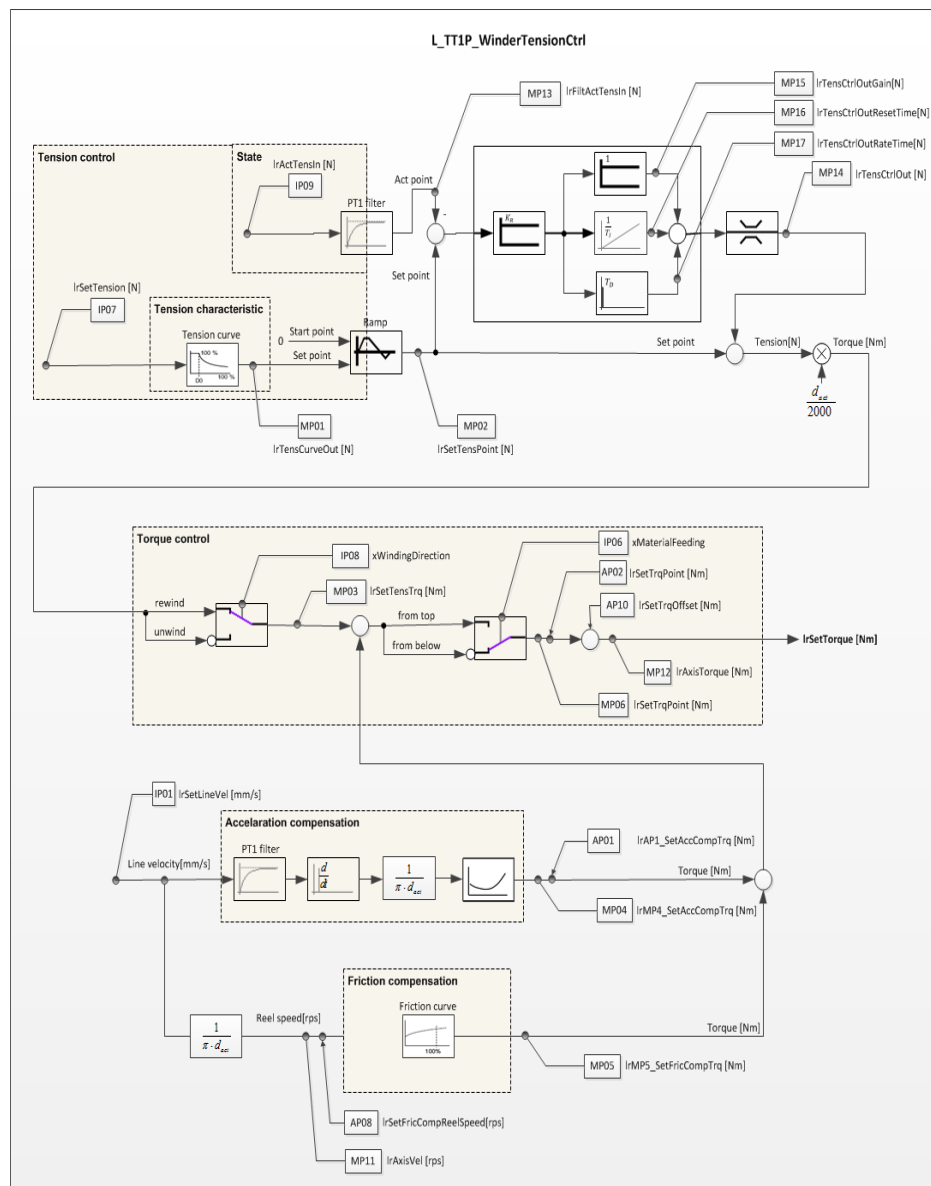 L_TT1P_WinderTensionCtrl
MP15 lrTensCtrlOutGain[N]
MP13 lrFiltActTensIn [N]
MP16 lrTensCtrlOutResetTime[N]
MP17 lrTensCtrlOutRateTime[N]
Tension control
State
lrActTensIn [N]
IP09
Act point
MP14 lrTensCtrlOut [N]
PT1 filter
-
K_R
1
1/T_i
T_D
Set point
lrSetTension [N]
IP07
Tension characteristic
Tension curve
100 %
D0 100 %
Start point
0
Set point
Ramp
Set point
Tension[N]
Torque [Nm]
d_act/2000
MP01
lrTensCurveOut [N]
MP02
lrSetTensPoint [N]
Torque control
IP08 xWindingDirection
IP06 xMaterialFeeding
MP03 lrSetTensTrq [Nm]
AP02 lrSetTrqPoint [Nm]
AP10 lrSetTrqOffset [Nm]
rewind
unwind
from top
from below
lrSetTorque [Nm]
MP12 lrAxisTorque [Nm]
MP06 lrSetTrqPoint [Nm]
IP01 lrSetLineVel [mm/s]
Accelaration compensation
Line velocity[mm/s]
PT1 filter
d/dt
1/π · d_act
AP01 lrAP1_SetAccCompTrq [Nm]
Torque [Nm]
MP04 lrMP4_SetAccCompTrq [Nm]
Friction compensation
Friction curve
100%
Reel speed[rps]
1/π · d_act
Torque [Nm]
MP05 lrMP5_SetFricCompTrq [Nm]
AP08 lrSetFricCompReelSpeed[rps]
MP11 lrAxisVel [rps]